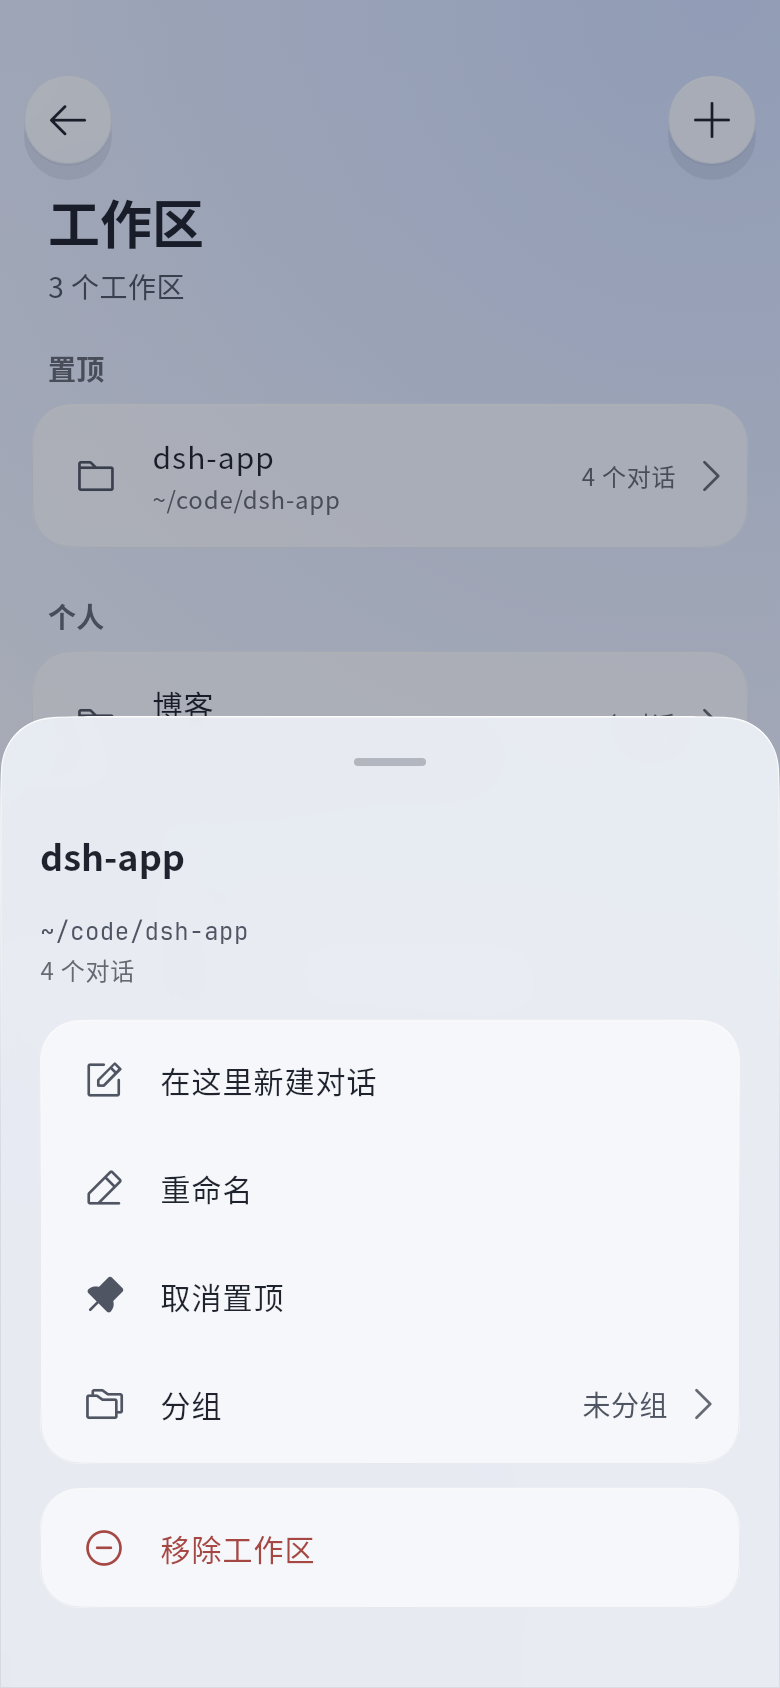 工作区
3 个工作区
置顶
dsh-app
~/code/dsh-app
4 个对话
个人
博客
dsh-app
~/code/dsh-app
4 个对话
在这里新建对话
重命名
取消置顶
分组
未分组
移除工作区